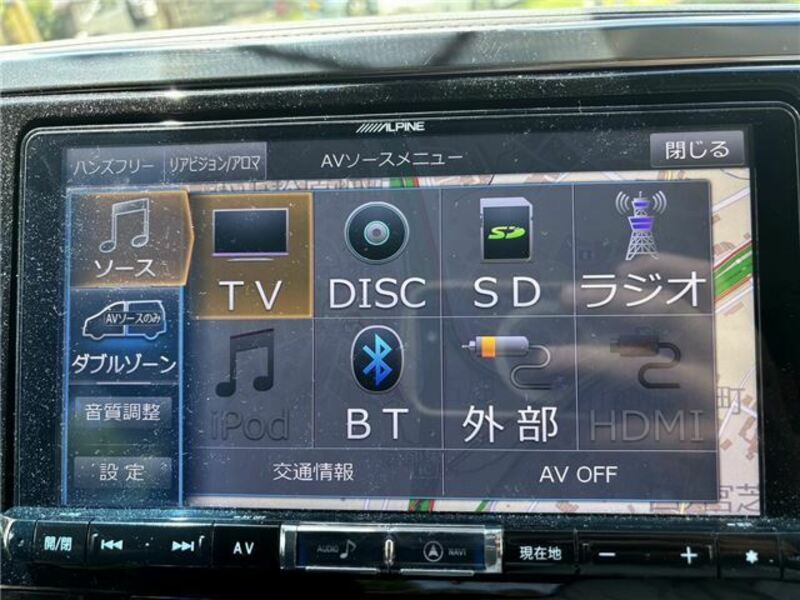 ALPINE
ハンズフリー リアビジョン/アロマ AVソースメニュー 閉じる
ソース
TV DISC SD ラジオ
AVソースのみ
ダブルゾーン
iPod BT 外部 HDMI
音質調整
設定
交通情報 AV OFF
AV OFF
開/閉 AV AUDIO NAVI 現在地 − +